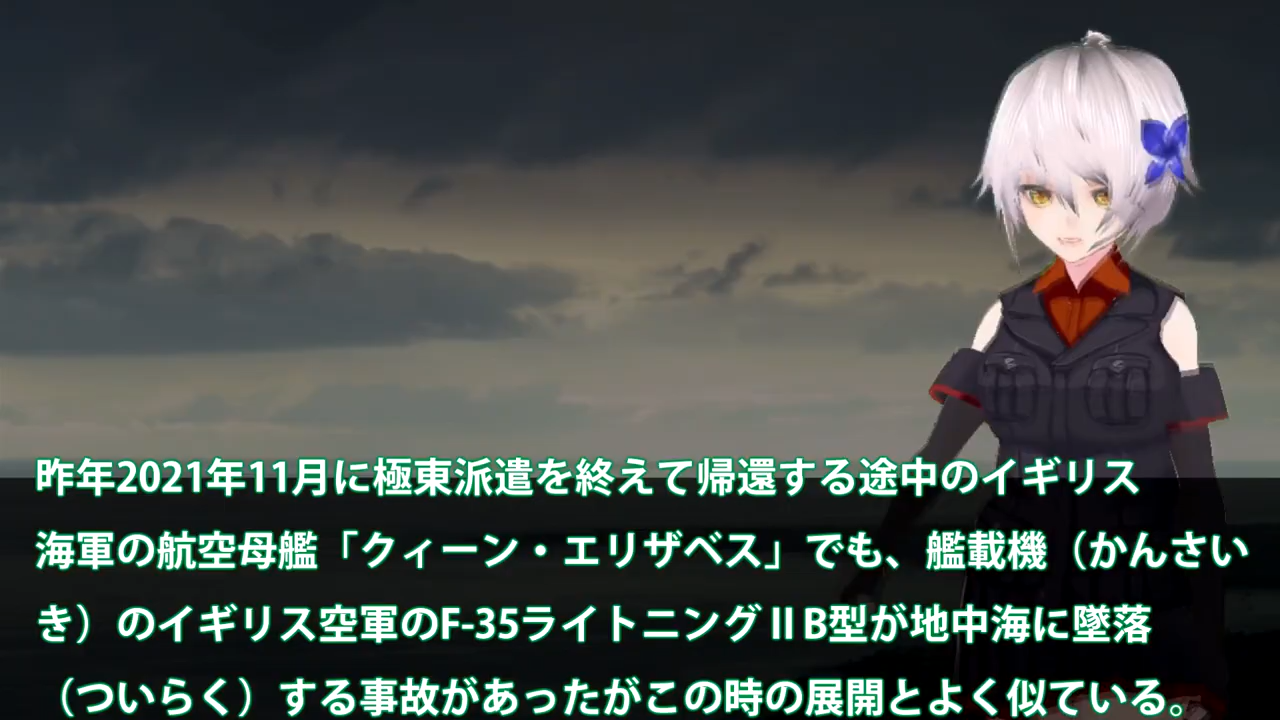 昨年2021年11月に極東派遣を終えて帰還する途中のイギリス
海軍の航空母艦「クィーン・エリザベス」でも、艦載機（かんさい
き）のイギリス空軍のF-35ライトニングⅡB型が地中海に墜落
（ついらく）する事故があったがこの時の展開とよく似ている。